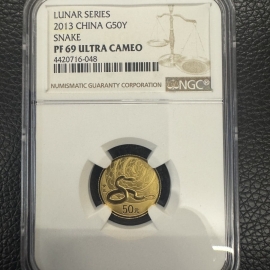 LUNAR SERIES
2013 CHINA G50Y
SNAKE
PF 69 ULTRA CAMEO
4420716-048
NUMISMATIC GUARANTY CORPORATION
NGC
50元